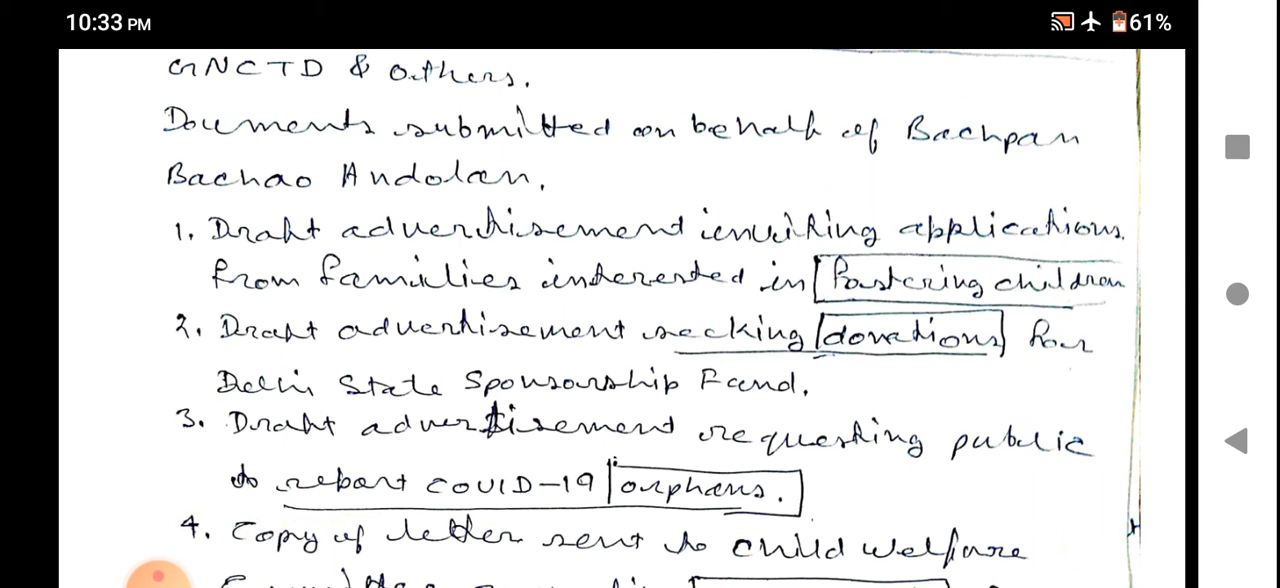 10:33 PM 61%
GNCTD & others.
Douments submitted on behalf of Bachpan
Bachao Andolan.
1. Draft advertisement inviting applications.
from families interested in fostering children
2. Draft advertisement seeking donations for
Delhi State Sponsorship Fund.
3. Draft advertisement requesting public
to report COVID-19 orphans.
4. Copy of letter sent to child welfare